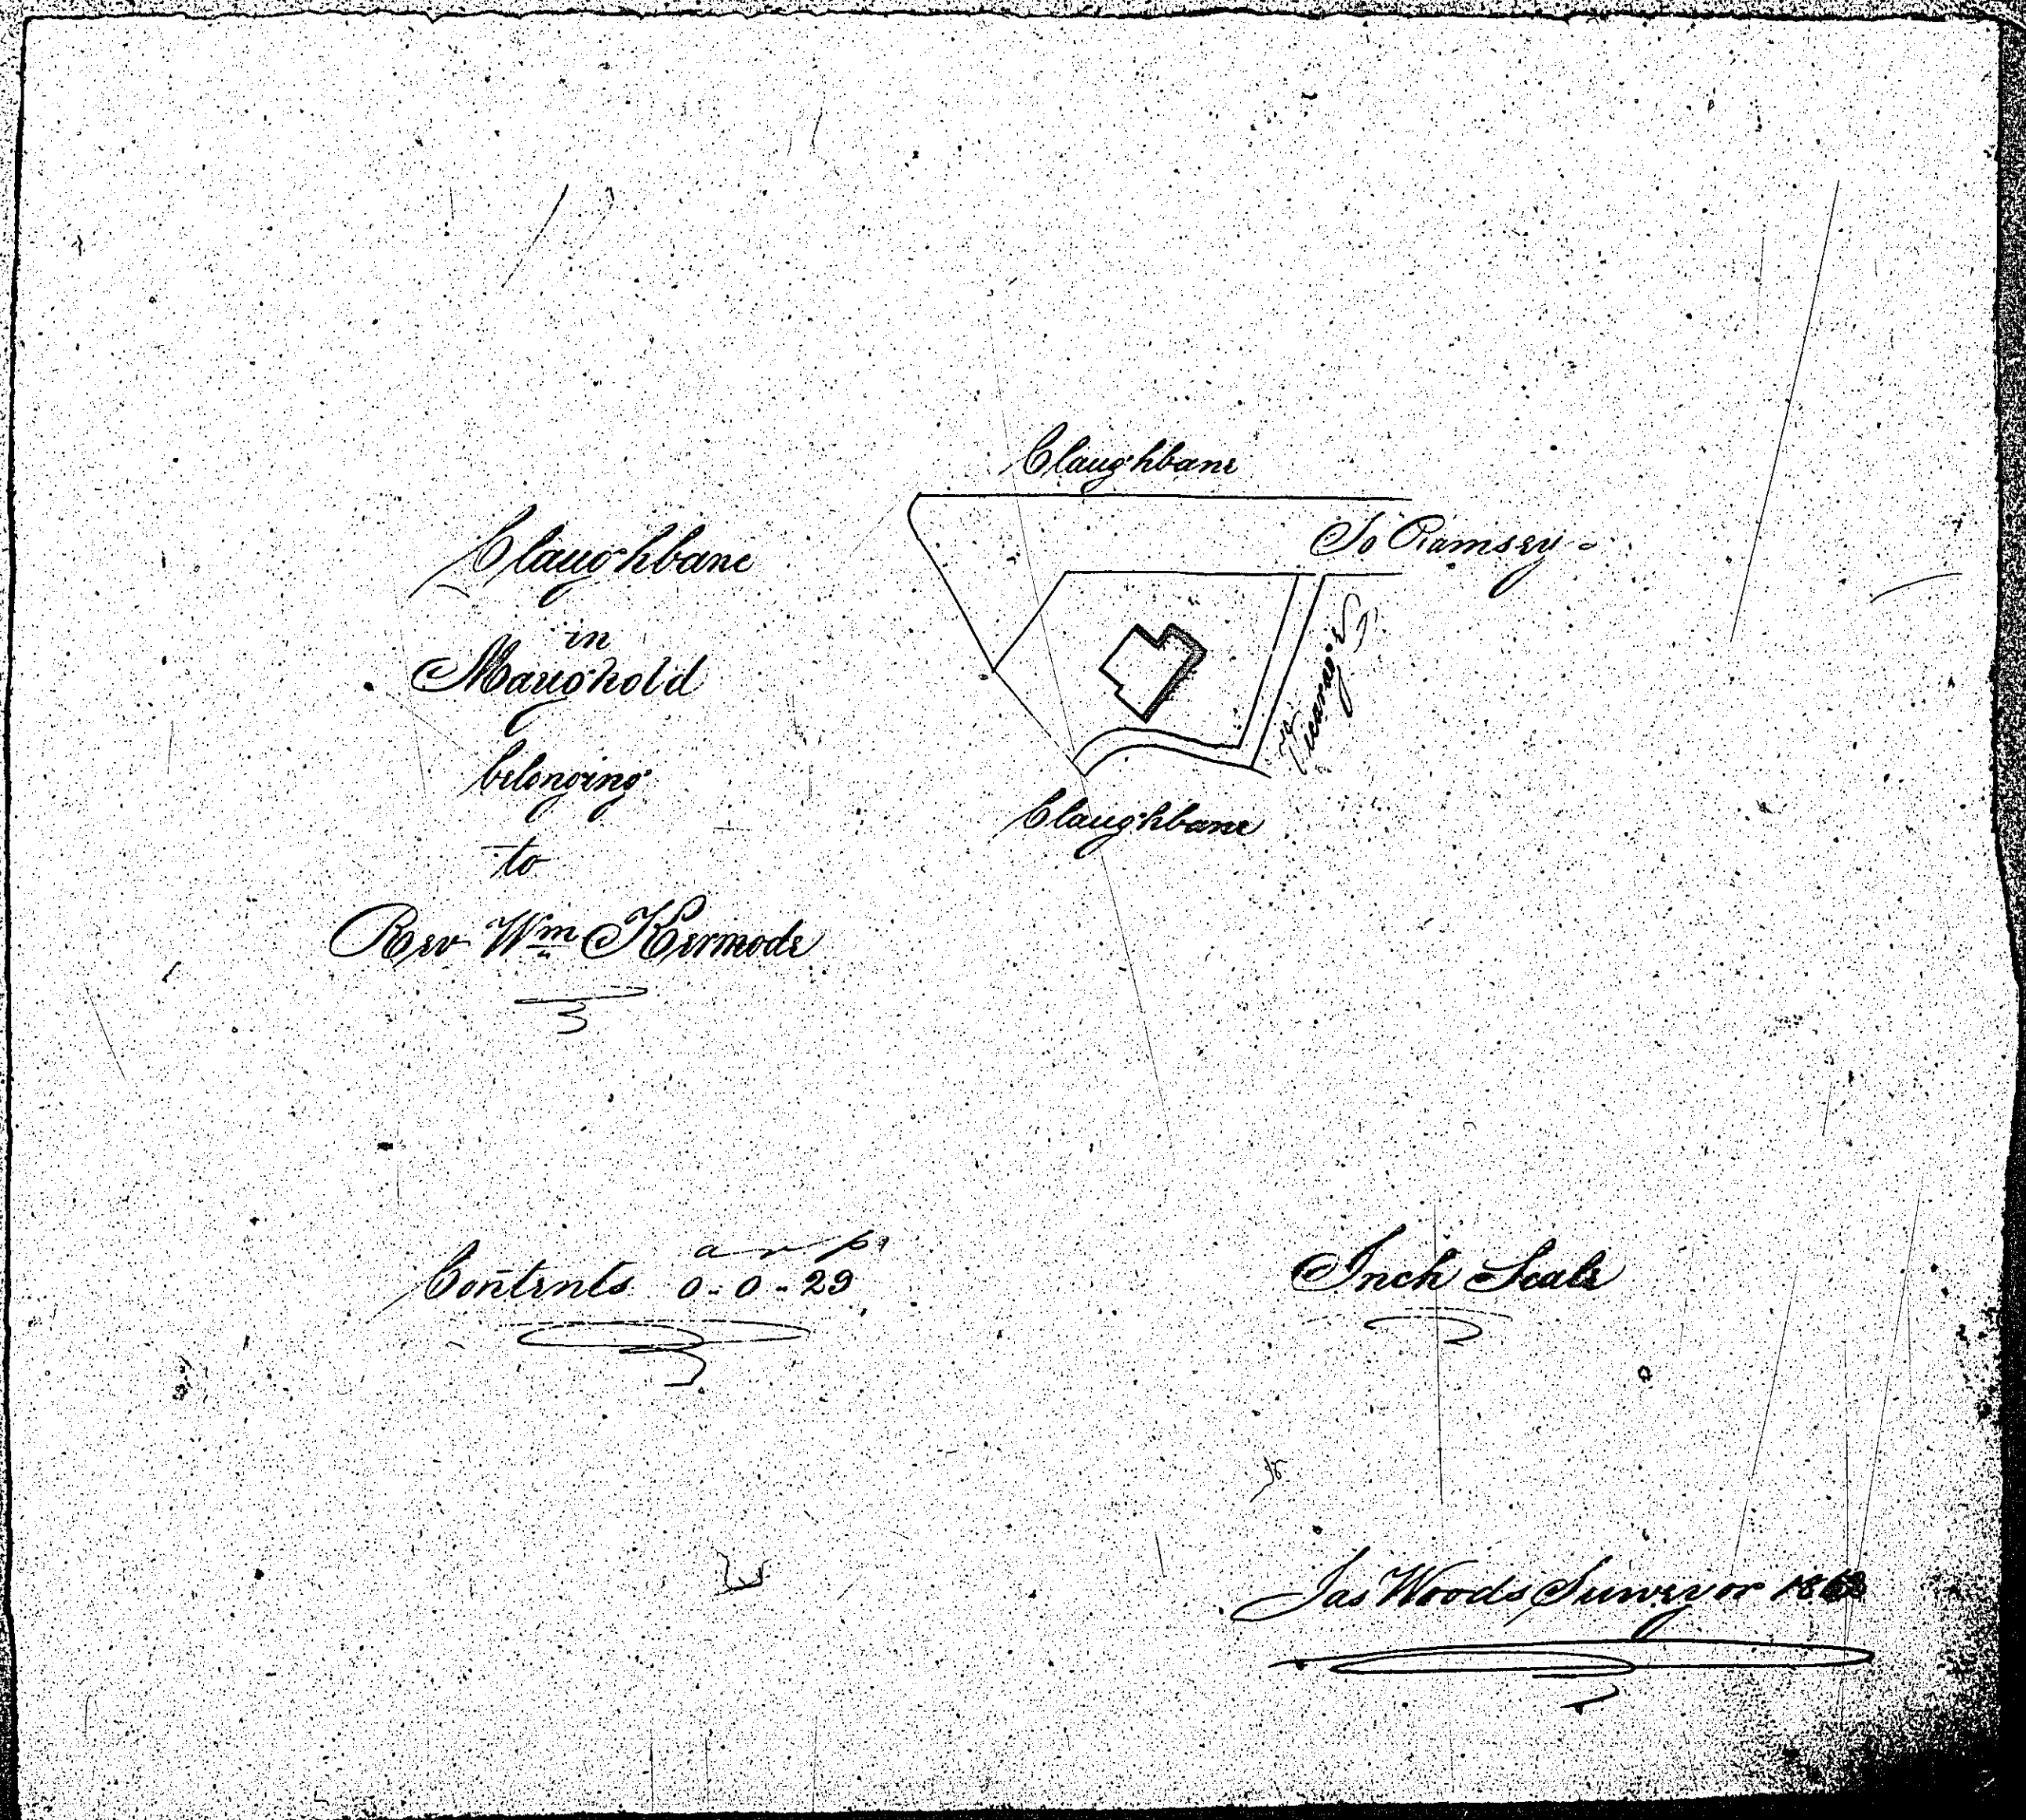 Claughbane
in
Maughold
belonging
to
Rev Wm Kermode
Claughbane
To Ramsey
Vicarage
Claughbane
a r p
Contents 0-0-29
Inch Scale
Jas Woods Surveyor